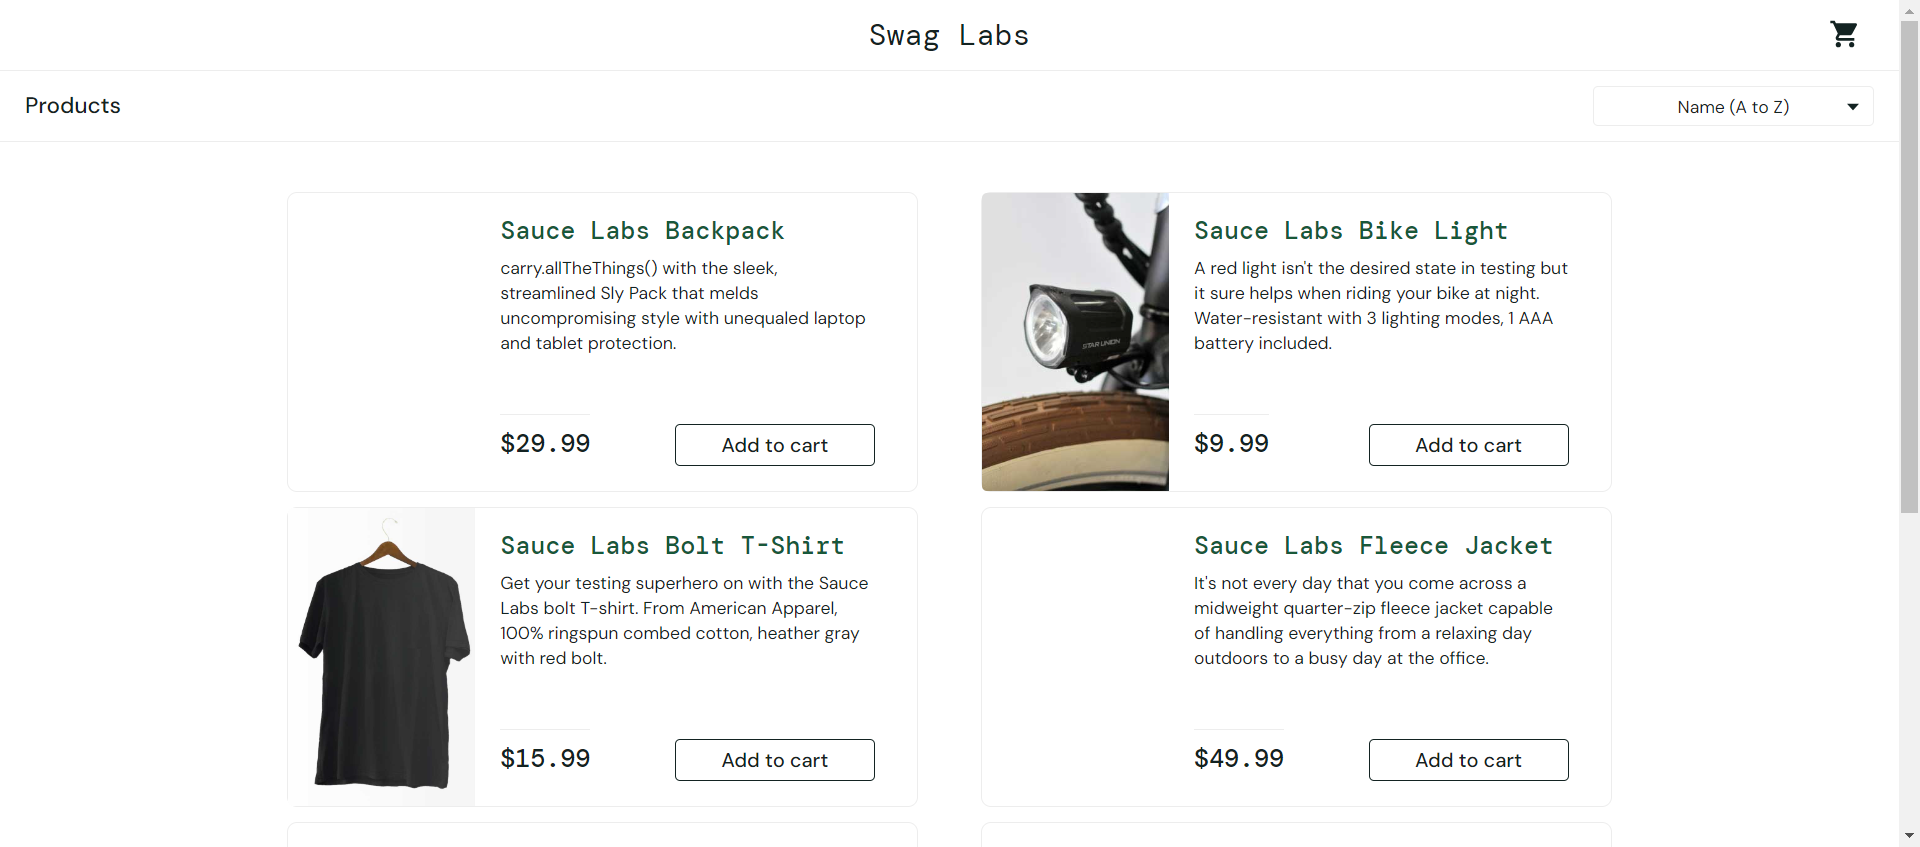 Swag Labs
Products
Name (A to Z)
Sauce Labs Backpack
carry.allTheThings() with the sleek,
streamlined Sly Pack that melds
uncompromising style with unequaled laptop
and tablet protection.
$29.99
Add to cart
Sauce Labs Bike Light
A red light isn't the desired state in testing but
it sure helps when riding your bike at night.
Water-resistant with 3 lighting modes, 1 AAA
battery included.
STAR UNION
$9.99
Add to cart
Sauce Labs Bolt T-Shirt
Get your testing superhero on with the Sauce
Labs bolt T-shirt. From American Apparel,
100% ringspun combed cotton, heather gray
with red bolt.
$15.99
Add to cart
Sauce Labs Fleece Jacket
It's not every day that you come across a
midweight quarter-zip fleece jacket capable
of handling everything from a relaxing day
outdoors to a busy day at the office.
$49.99
Add to cart